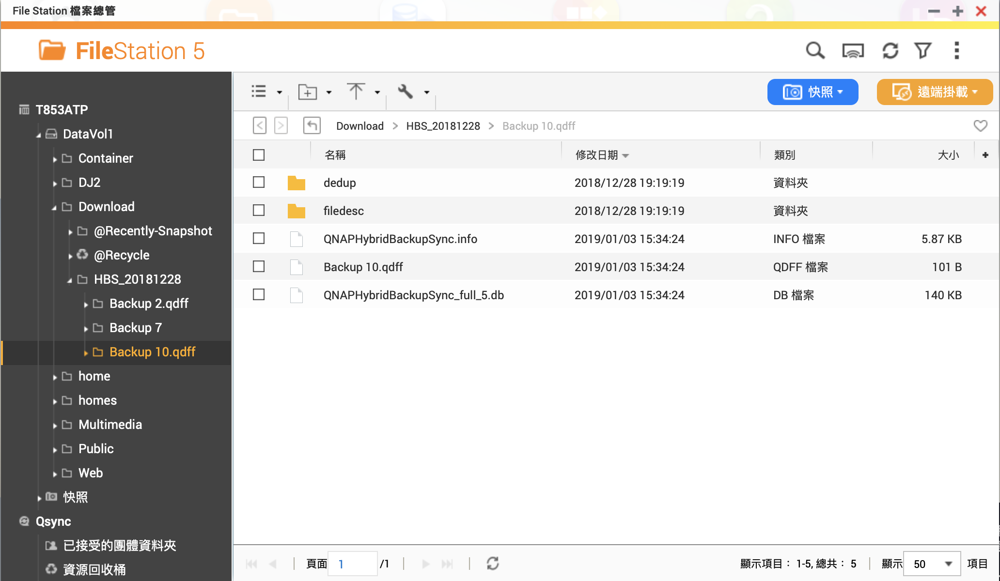 File Station 檔案總管
FileStation 5
快照
遠端掛載
T853ATP
DataVol1
Container
DJ2
Download
@Recently-Snapshot
@Recycle
HBS_20181228
Backup 2.qdff
Backup 7
Backup 10.qdff
home
homes
Multimedia
Public
Web
快照
Qsync
已接受的團體資料夾
資源回收桶
Download > HBS_20181228 > Backup 10.qdff
名稱 修改日期 類別 大小
dedup 2018/12/28 19:19:19 資料夾
filedesc 2018/12/28 19:19:19 資料夾
QNAPHybridBackupSync.info 2019/01/03 15:34:24 INFO 檔案 5.87 KB
Backup 10.qdff 2019/01/03 15:34:24 QDFF 檔案 101 B
QNAPHybridBackupSync_full_5.db 2019/01/03 15:34:24 DB 檔案 140 KB
頁面 1 /1 顯示項目： 1-5, 總共： 5 顯示 50 項目